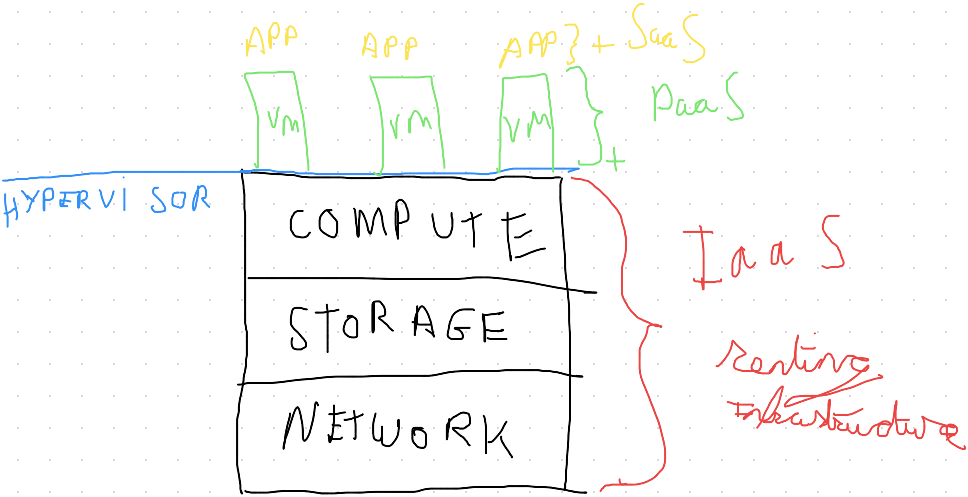 APP APP APP } + SaaS
VM VM VM } + PaaS
HYPERVISOR
COMPUTE
IaaS
STORAGE
renting
Infrastructure
NETWORK